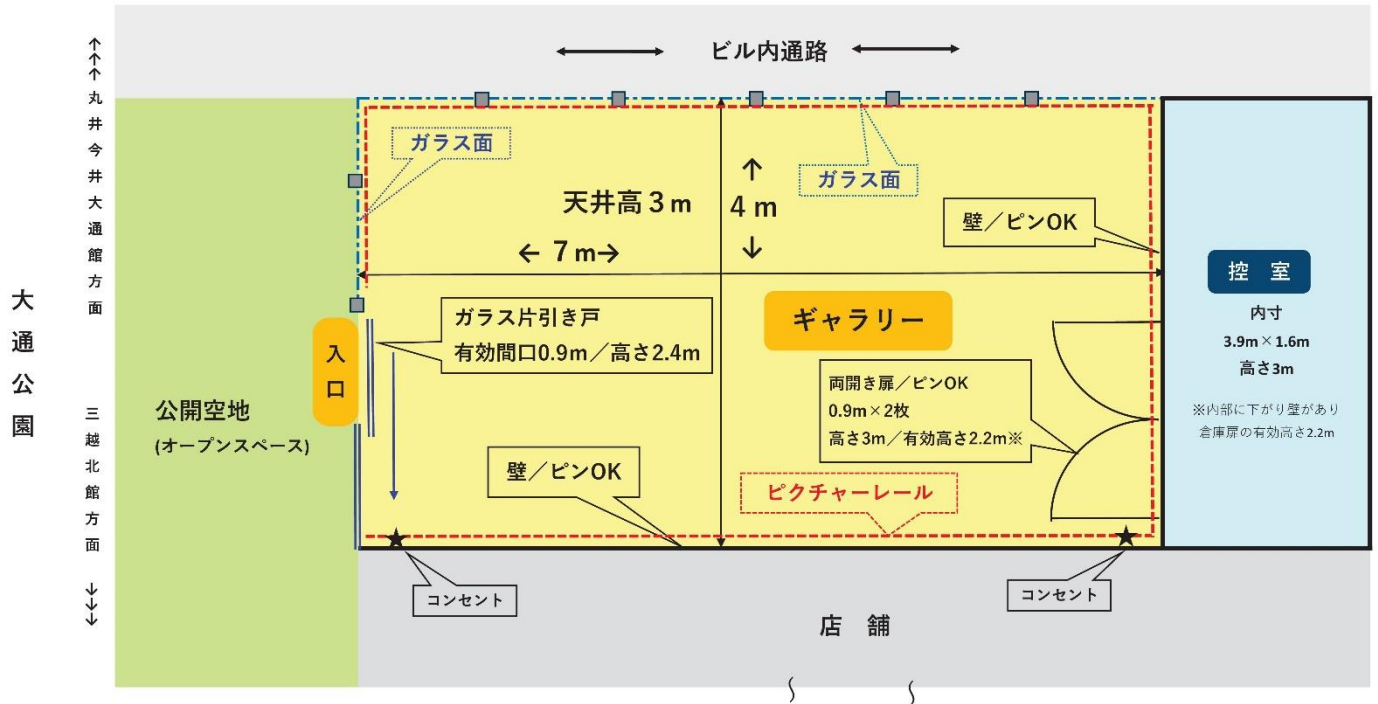 ビル内通路
大通公園
↑↑↑丸井今井大通館方面
三越北館方面↓↓↓
公開空地
(オープンスペース)
入口
ガラス面
ガラス面
天井高3m
4m
← 7m→
壁／ピンOK
ガラス片引き戸
有効間口0.9m／高さ2.4m
ギャラリー
両開き扉／ピンOK
0.9m×2枚
高さ3m／有効高さ2.2m※
壁／ピンOK
ピクチャーレール
控室
内寸
3.9m×1.6m
高さ3m
※内部に下がり壁があり
倉庫扉の有効高さ2.2m
コンセント
コンセント
店舗